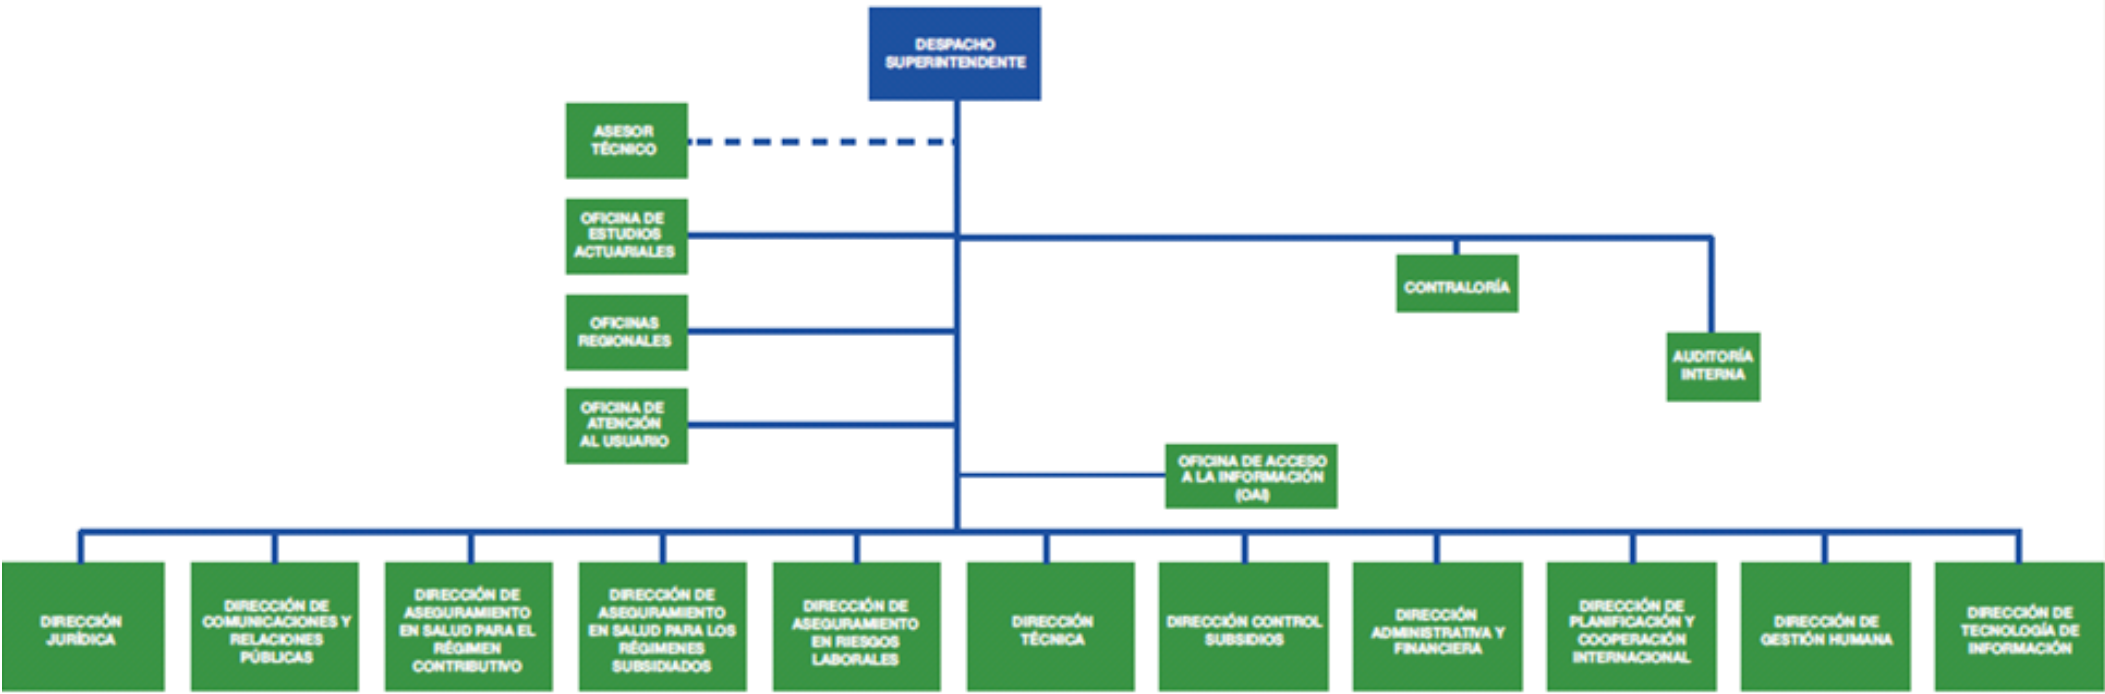 DESPACHO
SUPERINTENDENTE
ASESOR
TÉCNICO
OFICINA DE
ESTUDIOS
ACTUARIALES
CONTRALORÍA
OFICINAS
REGIONALES
AUDITORÍA
INTERNA
OFICINA DE
ATENCIÓN
AL USUARIO
OFICINA DE ACCESO
A LA INFORMACIÓN
(OAI)
DIRECCIÓN
JURÍDICA
DIRECCIÓN DE
COMUNICACIONES Y
RELACIONES
PÚBLICAS
DIRECCIÓN DE
ASEGURAMIENTO
EN SALUD PARA EL
RÉGIMEN
CONTRIBUTIVO
DIRECCIÓN DE
ASEGURAMIENTO
EN SALUD PARA LOS
RÉGIMENES
SUBSIDIADOS
DIRECCIÓN DE
ASEGURAMIENTO
EN RIESGOS
LABORALES
DIRECCIÓN
TÉCNICA
DIRECCIÓN CONTROL
SUBSIDIOS
DIRECCIÓN
ADMINISTRATIVA Y
FINANCIERA
DIRECCIÓN DE
PLANIFICACIÓN Y
COOPERACIÓN
INTERNACIONAL
DIRECCIÓN DE
GESTIÓN HUMANA
DIRECCIÓN DE
TECNOLOGÍA DE
INFORMACIÓN